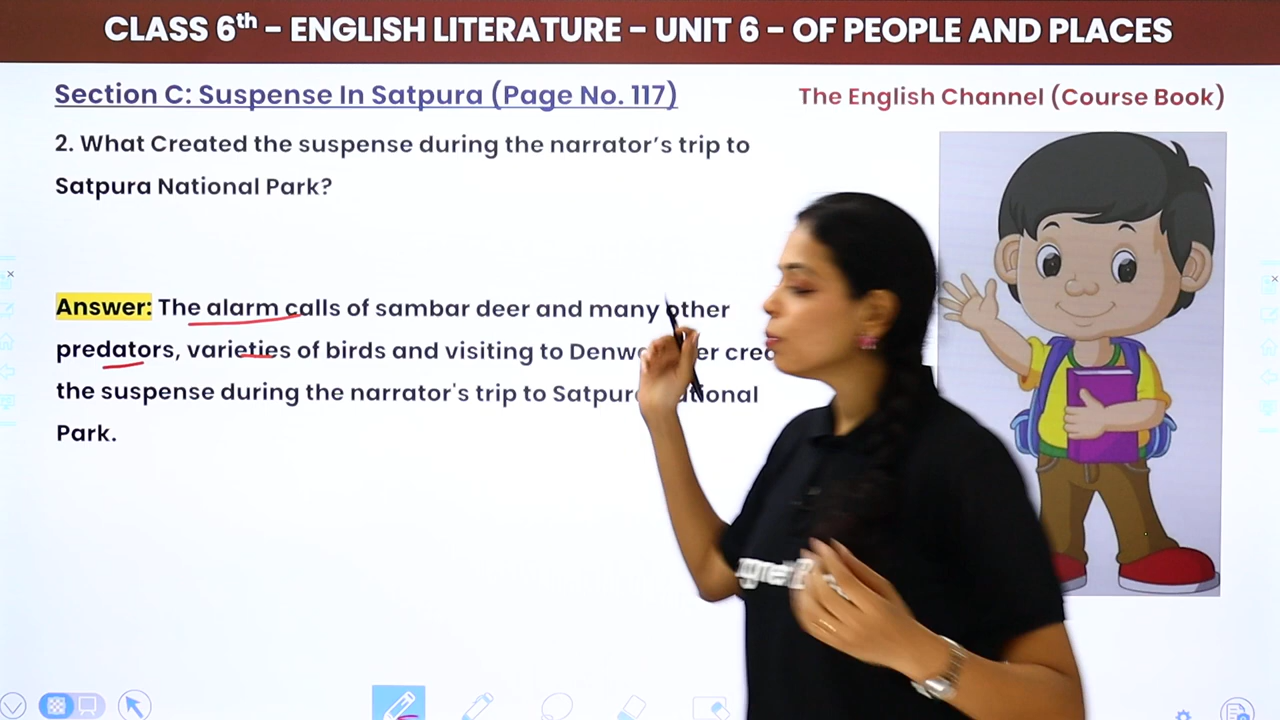 CLASS 6th – ENGLISH LITERATURE – UNIT 6 – OF PEOPLE AND PLACES
Section C: Suspense In Satpura (Page No. 117)
The English Channel (Course Book)
2. What Created the suspense during the narrator’s trip to
Satpura National Park?
Answer: The alarm calls of sambar deer and many other
predators, varieties of birds and visiting to
the suspense during the narrator's trip to
Park.